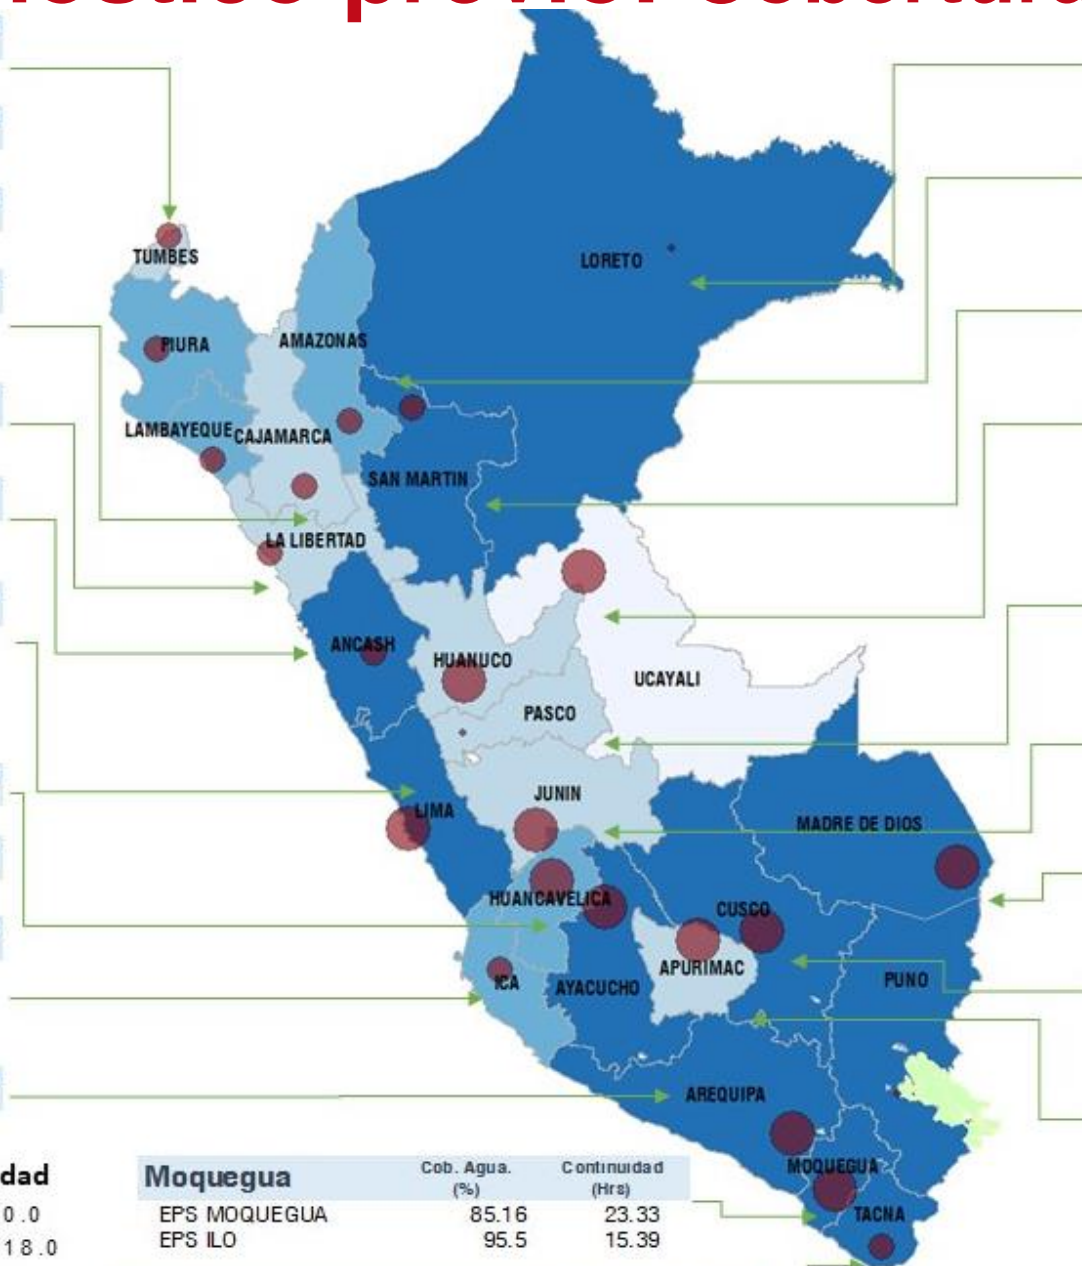 TUMBES
LORETO
PIURA
AMAZONAS
LAMBAYEQUE
CAJAMARCA
SAN MARTIN
LA LIBERTAD
ANCASH
HUANUCO
UCAYALI
PASCO
JUNIN
LIMA
MADRE DE DIOS
HUANCAVELICA
CUSCO
APURIMAC
ICA
AYACUCHO
PUNO
AREQUIPA
MOQUEGUA
TACNA
dad
0.0
18.0
Moquegua Cob. Agua. (%) Continuidad (Hrs)
EPS MOQUEGUA 85.16 23.33
EPS ILO 95.5 15.39